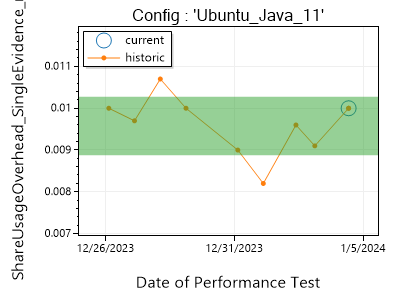 Config : 'Ubuntu_Java_11'
current
historic
ShareUsageOverhead_SingleEvidence_
0.011
0.01
0.009
0.008
0.007
12/26/2023
12/31/2023
1/5/2024
Date of Performance Test